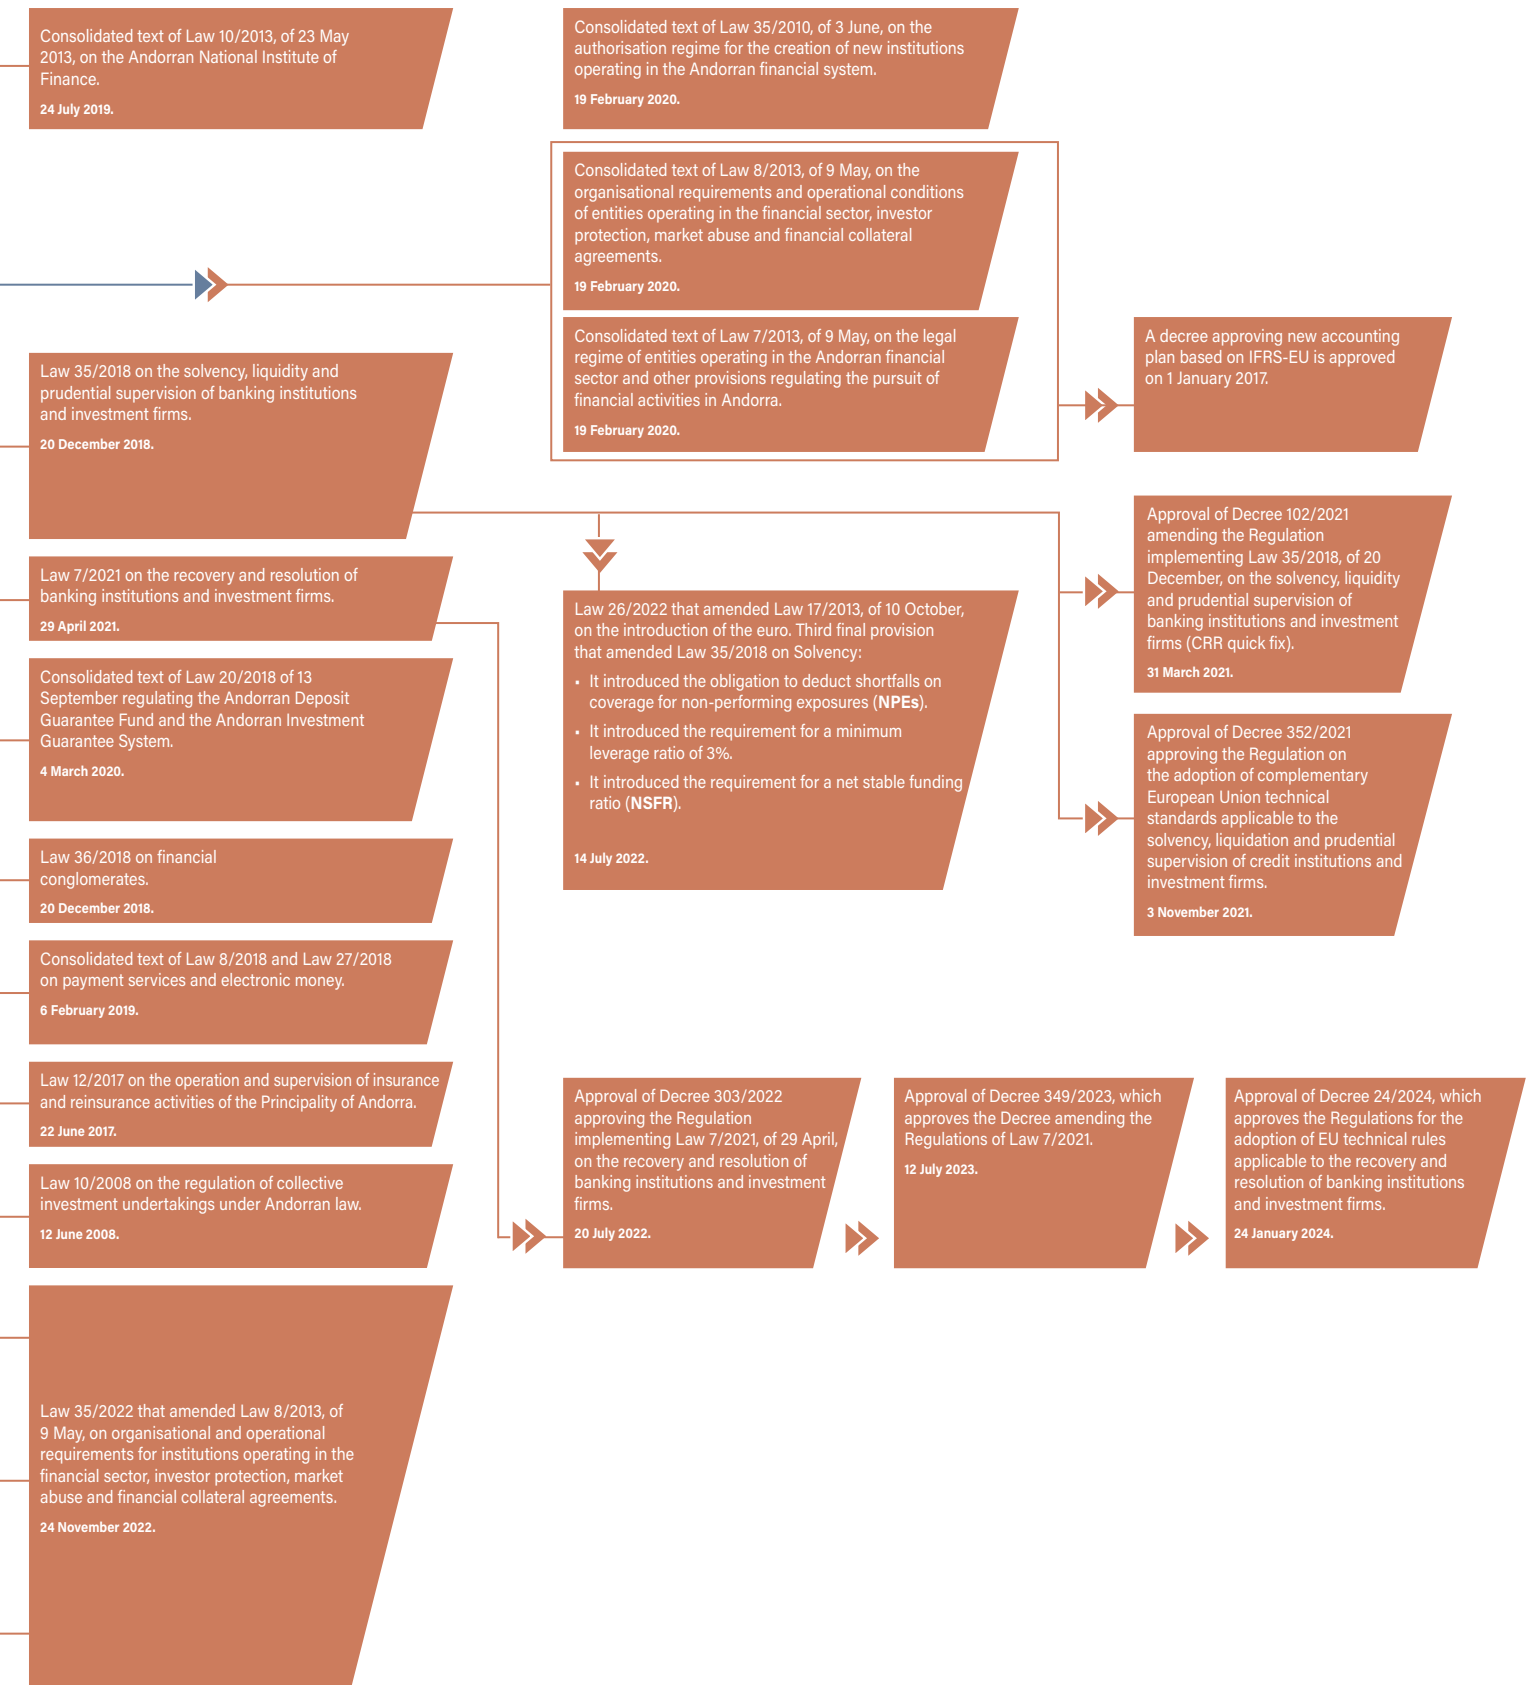 Consolidated text of Law 10/2013, of 23 May
2013, on the Andorran National Institute of
Finance.
24 July 2019.
Consolidated text of Law 35/2010, of 3 June, on the
authorisation regime for the creation of new institutions
operating in the Andorran financial system.
19 February 2020.
Consolidated text of Law 8/2013, of 9 May, on the
organisational requirements and operational conditions
of entities operating in the financial sector, investor
protection, market abuse and financial collateral
agreements.
19 February 2020.
Consolidated text of Law 7/2013, of 9 May, on the legal
regime of entities operating in the Andorran financial
sector and other provisions regulating the pursuit of
financial activities in Andorra.
19 February 2020.
A decree approving new accounting
plan based on IFRS-EU is approved
on 1 January 2017.
Law 35/2018 on the solvency, liquidity and
prudential supervision of banking institutions
and investment firms.
20 December 2018.
Law 7/2021 on the recovery and resolution of
banking institutions and investment firms.
29 April 2021.
Consolidated text of Law 20/2018 of 13
September regulating the Andorran Deposit
Guarantee Fund and the Andorran Investment
Guarantee System.
4 March 2020.
Law 36/2018 on financial
conglomerates.
20 December 2018.
Consolidated text of Law 8/2018 and Law 27/2018
on payment services and electronic money.
6 February 2019.
Law 12/2017 on the operation and supervision of insurance
and reinsurance activities of the Principality of Andorra.
22 June 2017.
Law 10/2008 on the regulation of collective
investment undertakings under Andorran law.
12 June 2008.
Law 35/2022 that amended Law 8/2013, of
9 May, on organisational and operational
requirements for institutions operating in the
financial sector, investor protection, market
abuse and financial collateral agreements.
24 November 2022.
Law 26/2022 that amended Law 17/2013, of 10 October,
on the introduction of the euro. Third final provision
that amended Law 35/2018 on Solvency:
• It introduced the obligation to deduct shortfalls on
coverage for non-performing exposures (NPEs).
• It introduced the requirement for a minimum
leverage ratio of 3%.
• It introduced the requirement for a net stable funding
ratio (NSFR).
14 July 2022.
Approval of Decree 102/2021
amending the Regulation
implementing Law 35/2018, of 20
December, on the solvency, liquidity
and prudential supervision of
banking institutions and investment
firms (CRR quick fix).
31 March 2021.
Approval of Decree 352/2021
approving the Regulation on
the adoption of complementary
European Union technical
standards applicable to the
solvency, liquidation and prudential
supervision of credit institutions and
investment firms.
3 November 2021.
Approval of Decree 303/2022
approving the Regulation
implementing Law 7/2021, of 29 April,
on the recovery and resolution of
banking institutions and investment
firms.
20 July 2022.
Approval of Decree 349/2023, which
approves the Decree amending the
Regulations of Law 7/2021.
12 July 2023.
Approval of Decree 24/2024, which
approves the Regulations for the
adoption of EU technical rules
applicable to the recovery and
resolution of banking institutions
and investment firms.
24 January 2024.